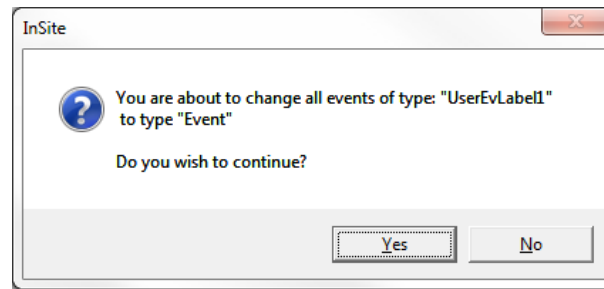 InSite
You are about to change all events of type: "UserEvLabel1"
to type "Event"
Do you wish to continue?
Yes
No